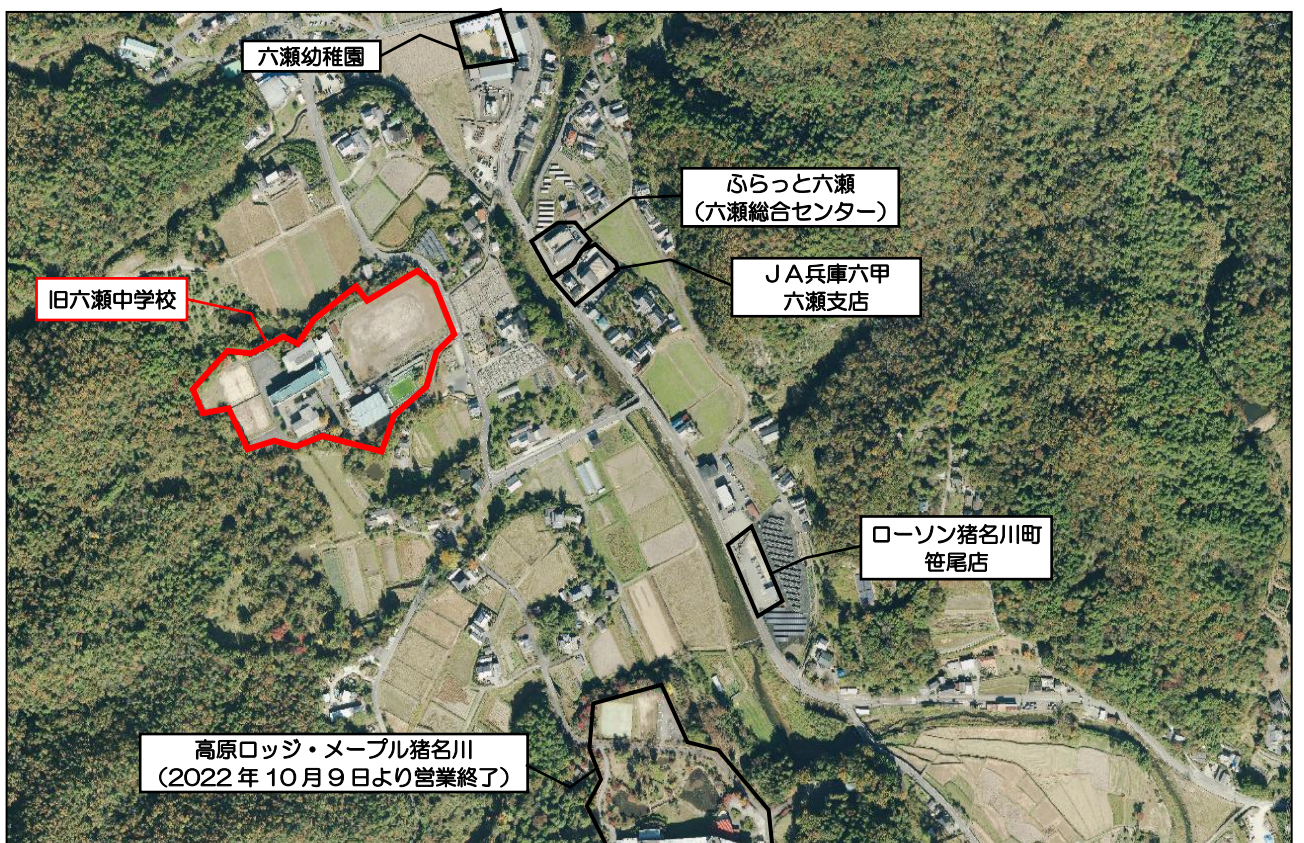 六瀬幼稚園
ふらっと六瀬
（六瀬総合センター）
ＪＡ兵庫六甲
六瀬支店
旧六瀬中学校
ローソン猪名川町
笹尾店
高原ロッジ・メープル猪名川
（2022年10月9日より営業終了）